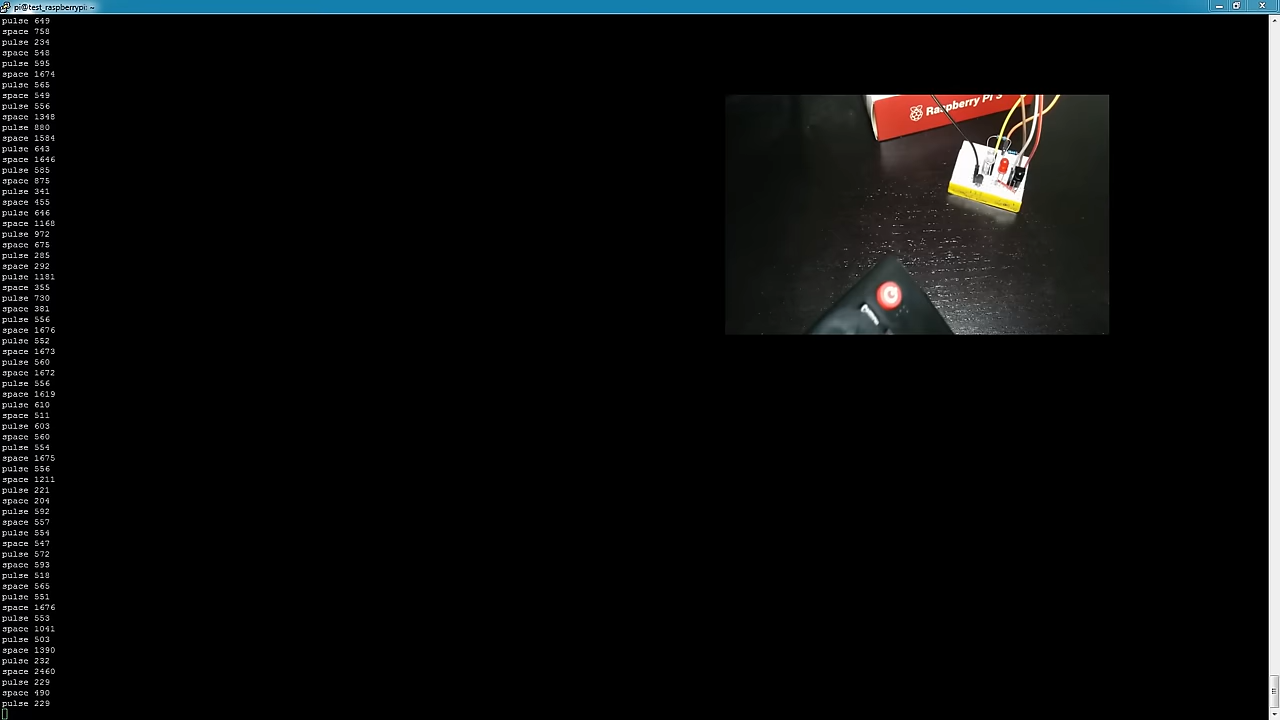 pi@test_raspberrypi: ~
pulse 649
space 758
pulse 234
space 548
pulse 595
space 1674
pulse 565
space 549
pulse 556
space 1348
pulse 880
space 1584
pulse 643
space 1646
pulse 585
space 875
pulse 341
space 455
pulse 646
space 1168
pulse 972
space 675
pulse 285
space 292
pulse 1181
space 355
pulse 730
space 381
pulse 556
space 1676
pulse 552
space 1673
pulse 560
space 1672
pulse 556
space 1619
pulse 610
space 511
pulse 603
space 560
pulse 554
space 1675
pulse 556
space 1211
pulse 221
space 204
pulse 592
space 557
pulse 554
space 547
pulse 572
space 593
pulse 518
space 565
pulse 551
space 1676
pulse 553
space 1041
pulse 503
space 1390
pulse 232
space 2460
pulse 229
space 490
pulse 229
Raspberry Pi 3